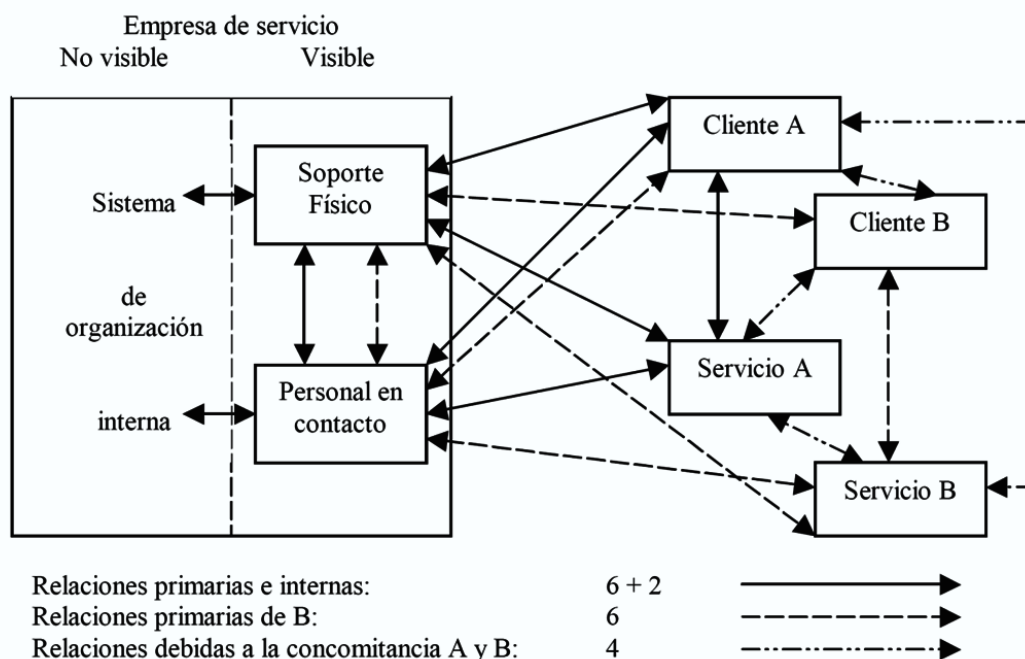 Empresa de servicio
No visible
Visible
Sistema
de
organización
interna
Soporte
Físico
Personal en
contacto
Cliente A
Cliente B
Servicio A
Servicio B
Relaciones primarias e internas: 6 + 2
Relaciones primarias de B: 6
Relaciones debidas a la concomitancia A y B: 4